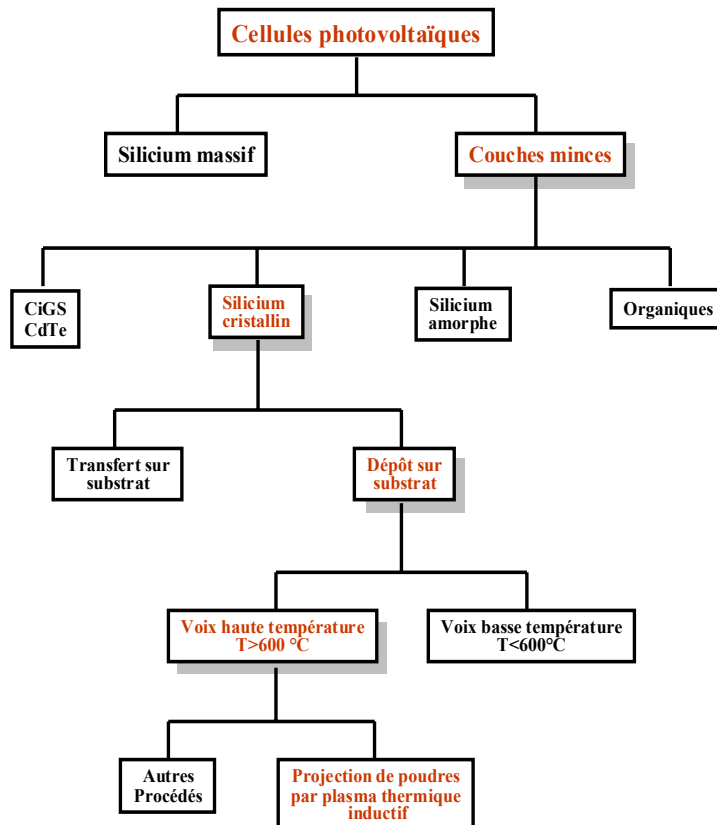 Cellules photovoltaïques
Silicium massif
Couches minces
CiGS
CdTe
Silicium
cristallin
Silicium
amorphe
Organiques
Transfert sur
substrat
Dépôt sur
substrat
Voix haute température
T>600 °C
Voix basse température
T<600°C
Autres
Procédés
Projection de poudres
par plasma thermique
inductif